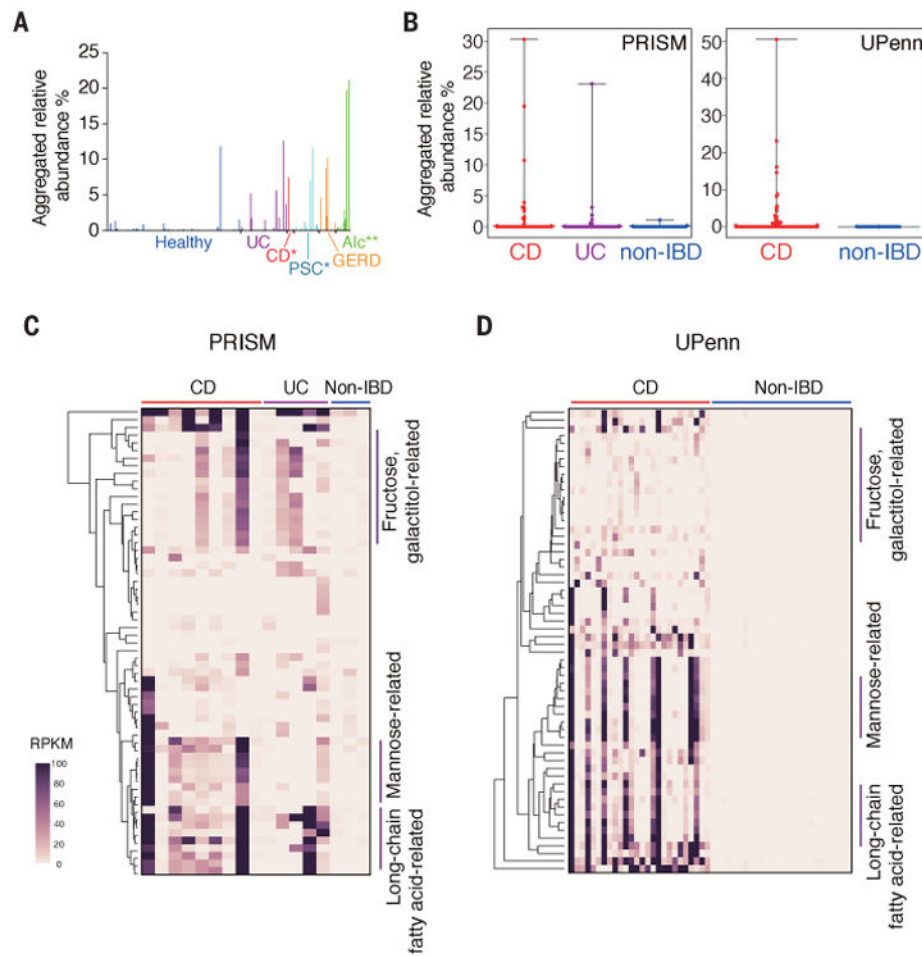 A
Aggregated relative
abundance %
25
20
15
10
5
0
Healthy
UC
CD*
PSC*
GERD
Alc**
B
Aggregated relative
abundance %
30
25
20
15
10
5
0
PRISM
CD
UC
non-IBD
50
40
30
20
10
0
UPenn
CD
non-IBD
C
PRISM
CD
UC
Non-IBD
Fructose,
galactitol-related
Mannose-related
Long-chain
fatty acid-related
RPKM
100
80
60
40
20
0
D
UPenn
CD
Non-IBD
Fructose,
galactitol-related
Mannose-related
Long-chain
fatty acid-related